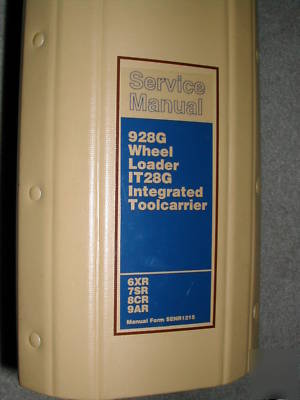 Service
Manual
928G
Wheel
Loader
IT28G
Integrated
Toolcarrier
6XR
7SR
8CR
9AR
Manual Form SENR1215